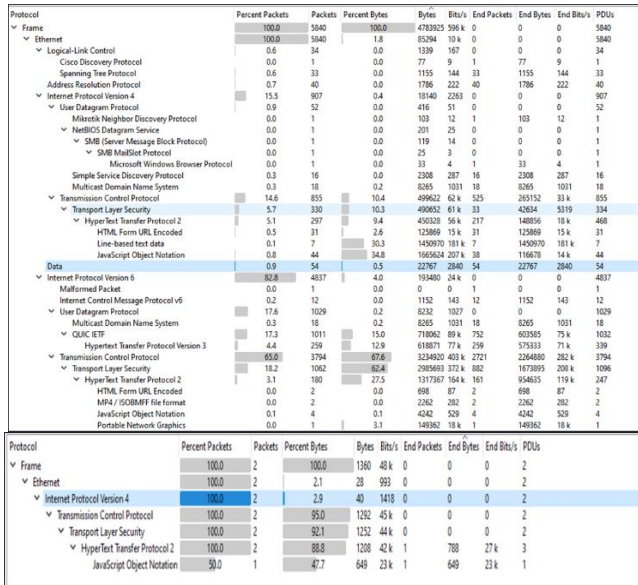 Protocol Percent Packets Packets Percent Bytes Bytes Bits/s End Packets End Bytes End Bits/s PDUs
Frame 100.0 5840 100.0 4783925 596 k 0 0 0 5840
Ethernet 100.0 5840 1.8 85294 10 k 0 0 0 5840
Logical-Link Control 0.6 34 0.0 1339 167 0 0 0 34
Cisco Discovery Protocol 0.0 1 0.0 77 9 1 77 9 1
Spanning Tree Protocol 0.6 33 0.0 1155 144 33 1155 144 33
Address Resolution Protocol 0.7 40 0.0 1786 222 40 1786 222 40
Internet Protocol Version 4 15.5 907 0.4 18140 2263 0 0 0 907
User Datagram Protocol 0.9 52 0.0 416 51 0 0 0 52
Mikrotik Neighbor Discovery Protocol 0.0 1 0.0 103 12 1 103 12 1
NetBIOS Datagram Service 0.0 1 0.0 201 25 0 0 0 1
SMB (Server Message Block Protocol) 0.0 1 0.0 119 14 0 0 0 1
SMB MailSlot Protocol 0.0 1 0.0 25 3 0 0 0 1
Microsoft Windows Browser Protocol 0.0 1 0.0 33 4 1 33 4 1
Simple Service Discovery Protocol 0.3 16 0.0 2308 287 16 2308 287 16
Multicast Domain Name System 0.3 18 0.2 8265 1031 18 8265 1031 18
Transmission Control Protocol 14.6 855 10.4 499622 62 k 525 265152 33 k 855
Transport Layer Security 5.7 330 10.3 490652 61 k 33 42634 5319 334
HyperText Transfer Protocol 2 5.1 297 9.4 450328 56 k 217 148856 18 k 468
HTML Form URL Encoded 0.5 31 2.6 125869 15 k 31 125869 15 k 31
Line-based text data 0.1 7 30.3 1450970 181 k 7 1450970 181 k 7
JavaScript Object Notation 0.8 44 34.8 1665624 207 k 38 116678 14 k 44
Data 0.9 54 0.5 22767 2840 54 22767 2840 54
Internet Protocol Version 6 82.8 4837 4.0 193480 24 k 0 0 0 4837
Malformed Packet 0.0 1 0.0 0 0 1 0 0 1
Internet Control Message Protocol v6 0.2 12 0.0 1152 143 12 1152 143 12
User Datagram Protocol 17.6 1029 0.2 8232 1027 0 0 0 1029
Multicast Domain Name System 0.3 18 0.2 8265 1031 18 8265 1031 18
QUIC IETF 17.3 1011 15.0 718062 89 k 752 603585 75 k 1032
Hypertext Transfer Protocol Version 3 4.4 259 12.9 618871 77 k 259 575333 71 k 339
Transmission Control Protocol 65.0 3794 67.6 3234920 403 k 2721 2264880 282 k 3794
Transport Layer Security 18.2 1062 62.4 2985693 372 k 882 1673895 208 k 1096
HyperText Transfer Protocol 2 3.1 180 27.5 1317367 164 k 161 954635 119 k 247
HTML Form URL Encoded 0.0 2 0.0 698 87 2 698 87 2
MP4 / ISOBMFF file format 0.0 2 0.0 2262 282 2 2262 282 2
JavaScript Object Notation 0.1 4 0.1 4242 529 4 4242 529 4
Portable Network Graphics 0.0 1 3.1 149362 18 k 1 149362 18 k 1
Protocol Percent Packets Packets Percent Bytes Bytes Bits/s End Packets End Bytes End Bits/s PDUs
Frame 100.0 2 100.0 1360 48 k 0 0 0 2
Ethernet 100.0 2 2.1 28 993 0 0 0 2
Internet Protocol Version 4 100.0 2 2.9 40 1418 0 0 0 2
Transmission Control Protocol 100.0 2 95.0 1292 45 k 0 0 0 2
Transport Layer Security 100.0 2 92.1 1252 44 k 0 0 0 2
HyperText Transfer Protocol 2 100.0 2 88.8 1208 42 k 1 788 27 k 3
JavaScript Object Notation 50.0 1 47.7 649 23 k 1 649 23 k 1